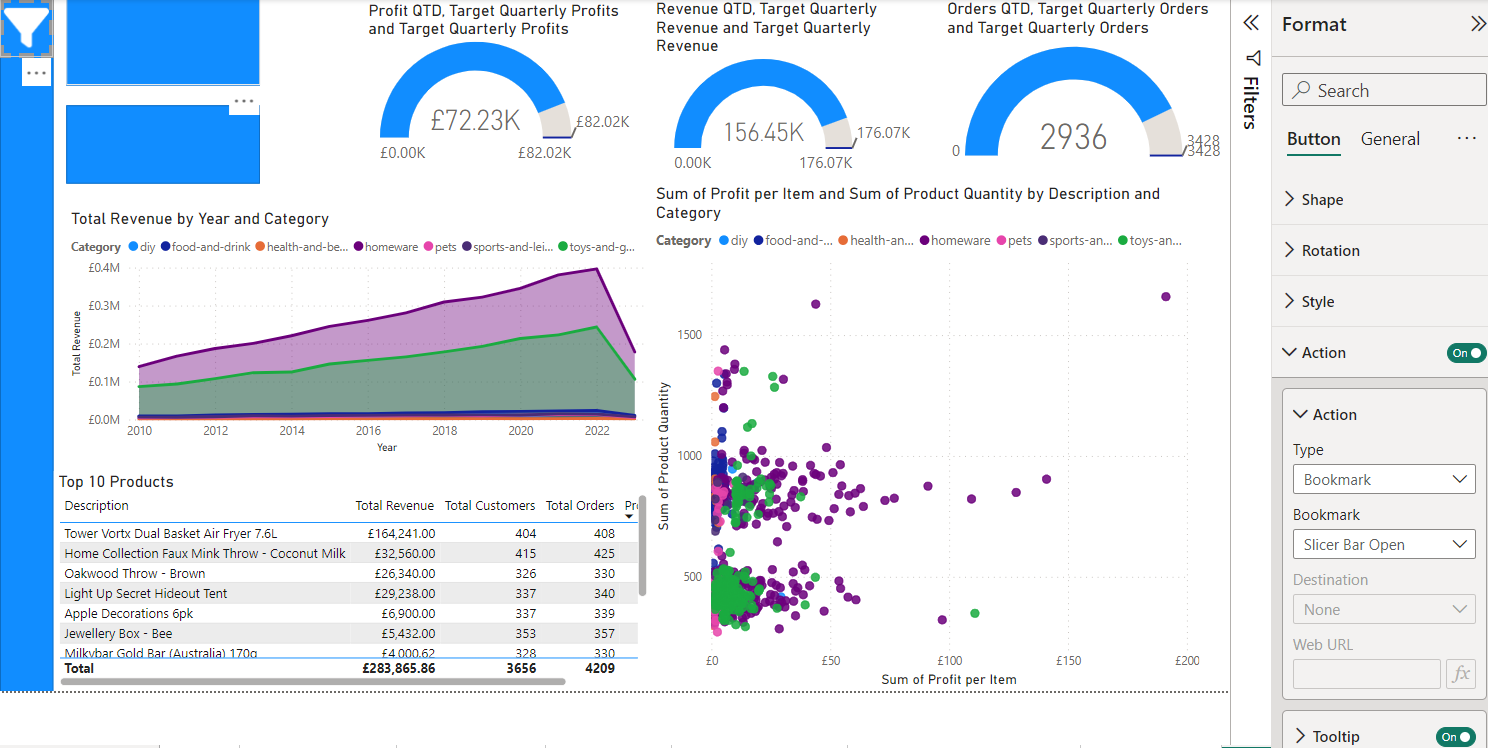 Profit QTD, Target Quarterly Profits
and Target Quarterly Profits
£72.23K
£82.02K
£0.00K
£82.02K
Revenue QTD, Target Quarterly
Revenue and Target Quarterly
Revenue
156.45K
176.07K
0.00K
176.07K
Orders QTD, Target Quarterly Orders
and Target Quarterly Orders
2936
0
3428
3428
Total Revenue by Year and Category
Category diy food-and-drink health-and-be... homeware pets sports-and-lei... toys-and-g...
Total Revenue
£0.4M
£0.3M
£0.2M
£0.1M
£0.0M
2010 2012 2014 2016 2018 2020 2022
Year
Sum of Profit per Item and Sum of Product Quantity by Description and
Category
Category diy food-and-... health-an... homeware pets sports-an... toys-an...
Sum of Product Quantity
1500
1000
500
£0 £50 £100 £150 £200
Sum of Profit per Item
Top 10 Products
Description Total Revenue Total Customers Total Orders Pro
Tower Vortx Dual Basket Air Fryer 7.6L £164,241.00 404 408
Home Collection Faux Mink Throw - Coconut Milk £32,560.00 415 425
Oakwood Throw - Brown £26,340.00 326 330
Light Up Secret Hideout Tent £29,238.00 337 340
Apple Decorations 6pk £6,900.00 337 339
Jewellery Box - Bee £5,432.00 353 357
Milkybar Gold Bar (Australia) 170g £4,000.62 328 330
Total £283,865.86 3656 4209
Filters
Format
Search
Button General
Shape
Rotation
Style
Action On
Action
Type
Bookmark
Bookmark
Slicer Bar Open
Destination
None
Web URL
fx
Tooltip On